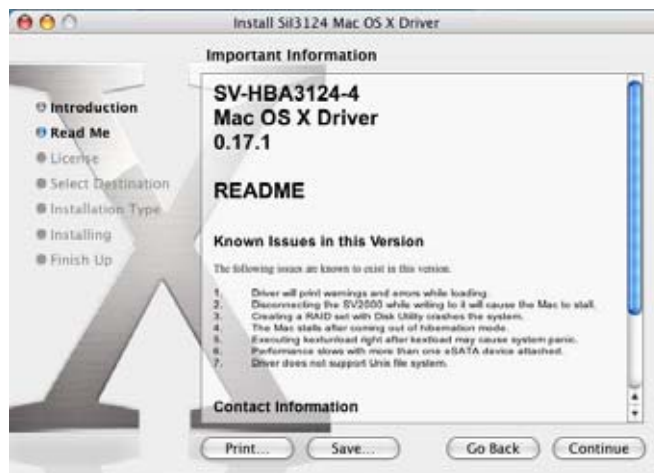 Install SiI3124 Mac OS X Driver
Important Information
Introduction
Read Me
License
Select Destination
Installation Type
Installing
Finish Up
SV-HBA3124-4
Mac OS X Driver
0.17.1
README
Known Issues in this Version
The following issues are known to exist in this version.
1. Driver will print warnings and errors while loading.
2. Disconnecting the SV2000 while writing to it will cause the Mac to stall.
3. Creating a RAID set with Disk Utility crashes the system.
4. The Mac stalls after coming out of hibernation mode.
5. Executing kextunload right after kextload may cause system panic.
6. Performance slows with more than one eSATA device attached.
7. Driver does not support Unix file system.
Contact Information
Print...
Save...
Go Back
Continue